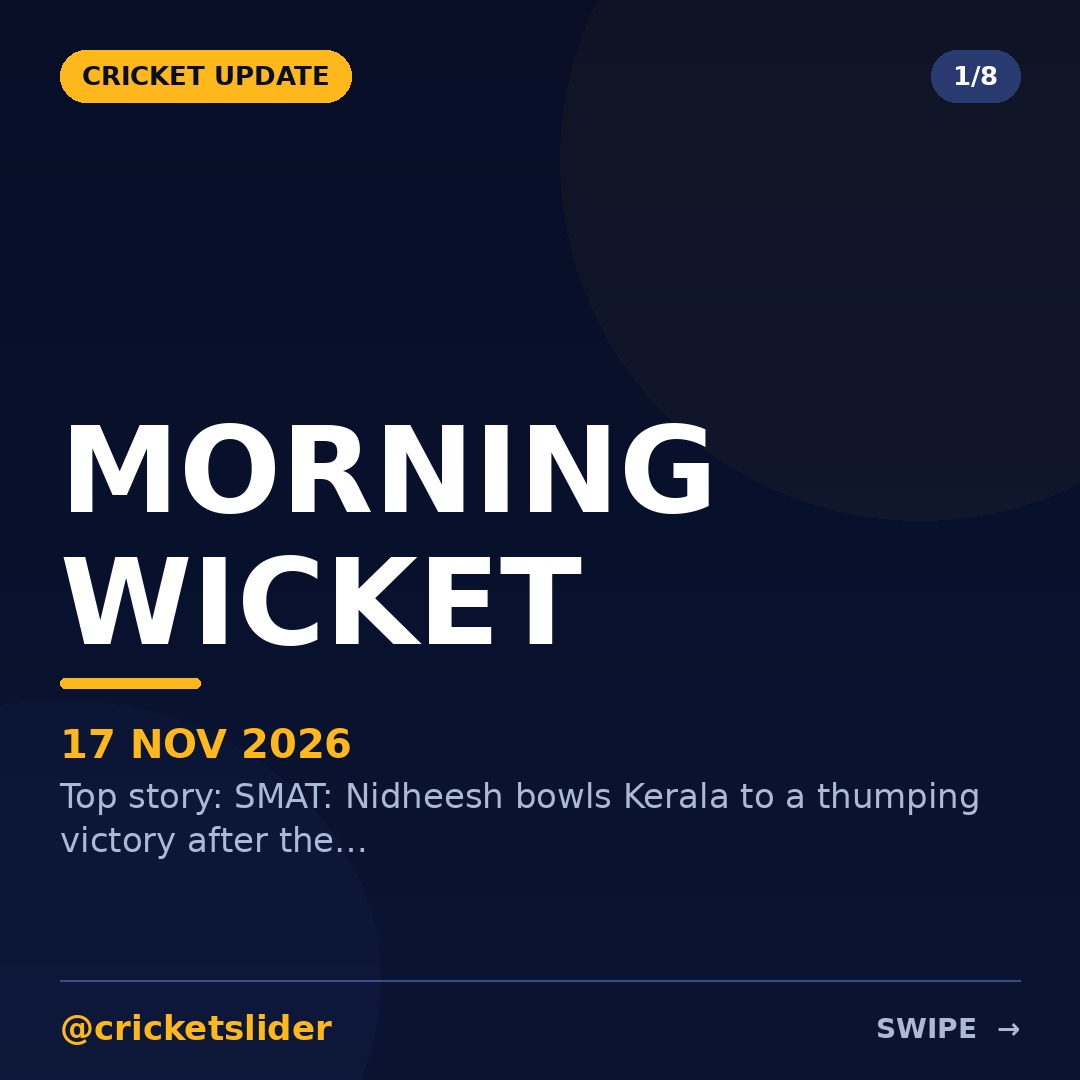 CRICKET UPDATE
1/8
MORNING
WICKET
17 NOV 2026
Top story: SMAT: Nidheesh bowls Kerala to a thumping
victory after the...
@cricketslider
SWIPE →